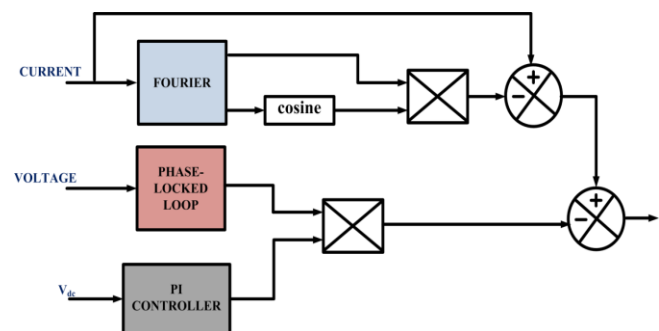 CURRENT
FOURIER
cosine
+
−
VOLTAGE
PHASE-
LOCKED
LOOP
+
−
Vdc
PI
CONTROLLER